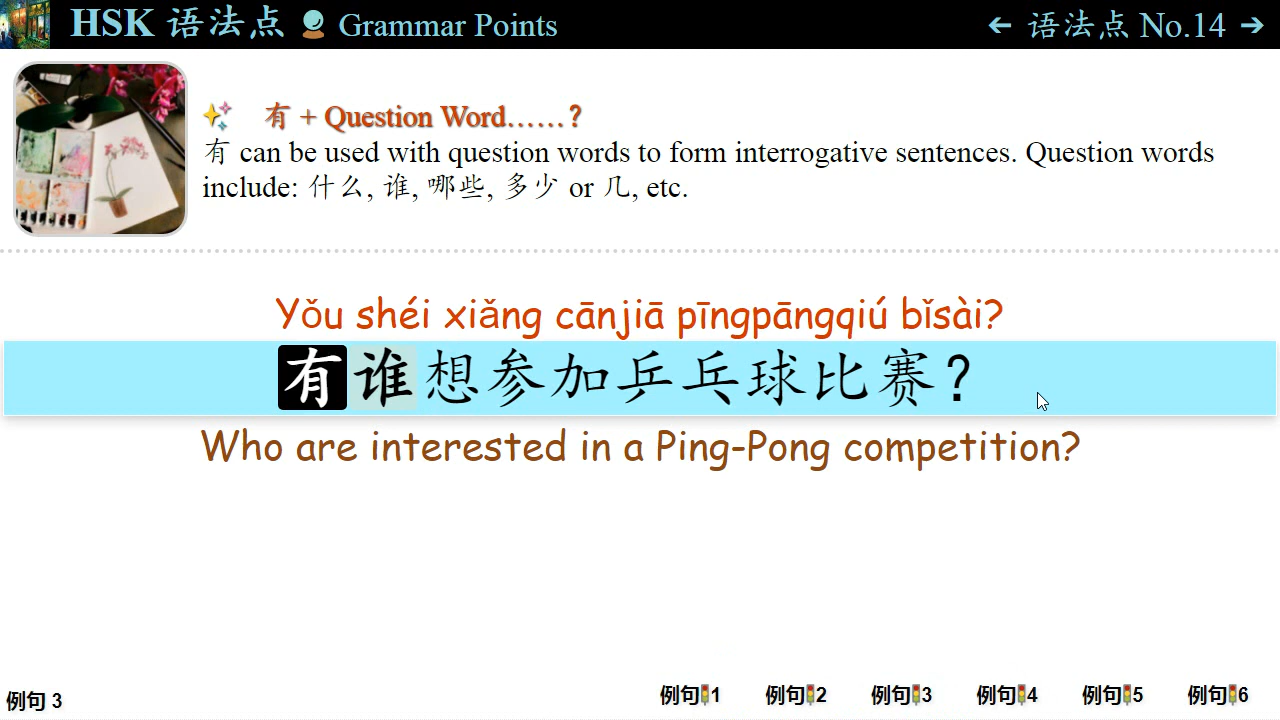 HSK 语法点 Grammar Points
← 语法点 No.14 →
有 + Question Word……?
有 can be used with question words to form interrogative sentences. Question words
include: 什么, 谁, 哪些, 多少 or 几, etc.
Yǒu shéi xiǎng cānjiā pīngpāngqiú bǐsài?
有谁想参加乒乓球比赛？
Who are interested in a Ping-Pong competition?
例句 3
例句🚦1 例句🚦2 例句🚦3 例句🚦4 例句🚦5 例句🚦6